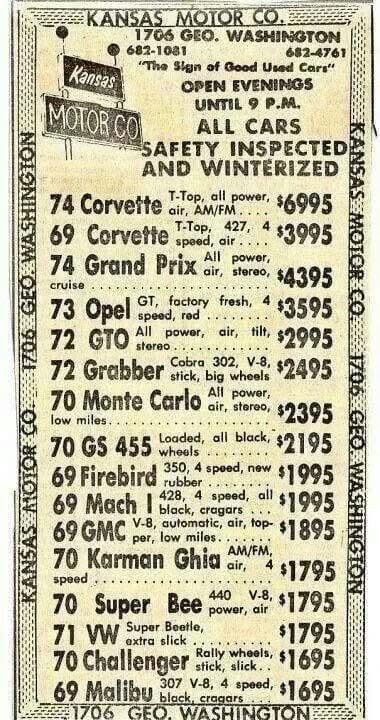 KANSAS MOTOR CO.
1706 GEO. WASHINGTON
682-1081 682-4761
"The Sign of Good Used Cars"
Kansas
MOTOR CO
OPEN EVENINGS
UNTIL 9 P.M.
ALL CARS
SAFETY INSPECTED
AND WINTERIZED
74 Corvette T-Top, all power, air, AM/FM.... $6995
69 Corvette T-Top, 427, 4 speed, air.... $3995
74 Grand Prix All power, air, stereo,
cruise .................. $4395
73 Opel GT, factory fresh, 4 speed, red ........ $3595
72 GTO All power, air, tilt, stereo........... $2995
72 Grabber Cobra 302, V-8, stick, big wheels $2495
70 Monte Carlo All power, air, stereo,
low miles................ $2395
70 GS 455 Loaded, all black, wheels ......... $2195
69 Firebird 350, 4 speed, new rubber ........ $1995
69 Mach I 428, 4 speed, all black, cragars ... $1995
69 GMC V-8, automatic, air, top-per, low miles..... $1895
70 Karman Ghia AM/FM, air, 4
speed .................. $1795
70 Super Bee 440 V-8, power, air $1795
71 VW Super Beetle, extra slick ........ $1795
70 Challenger Rally wheels, stick, slick.. $1695
69 Malibu 307 V-8, 4 speed, black, cragars .. $1695
1706 GEO. WASHINGTON
KANSAS MOTOR CO. 1706 GEO. WASHINGTON
KANSAS MOTOR CO. 1706 GEO. WASHINGTON